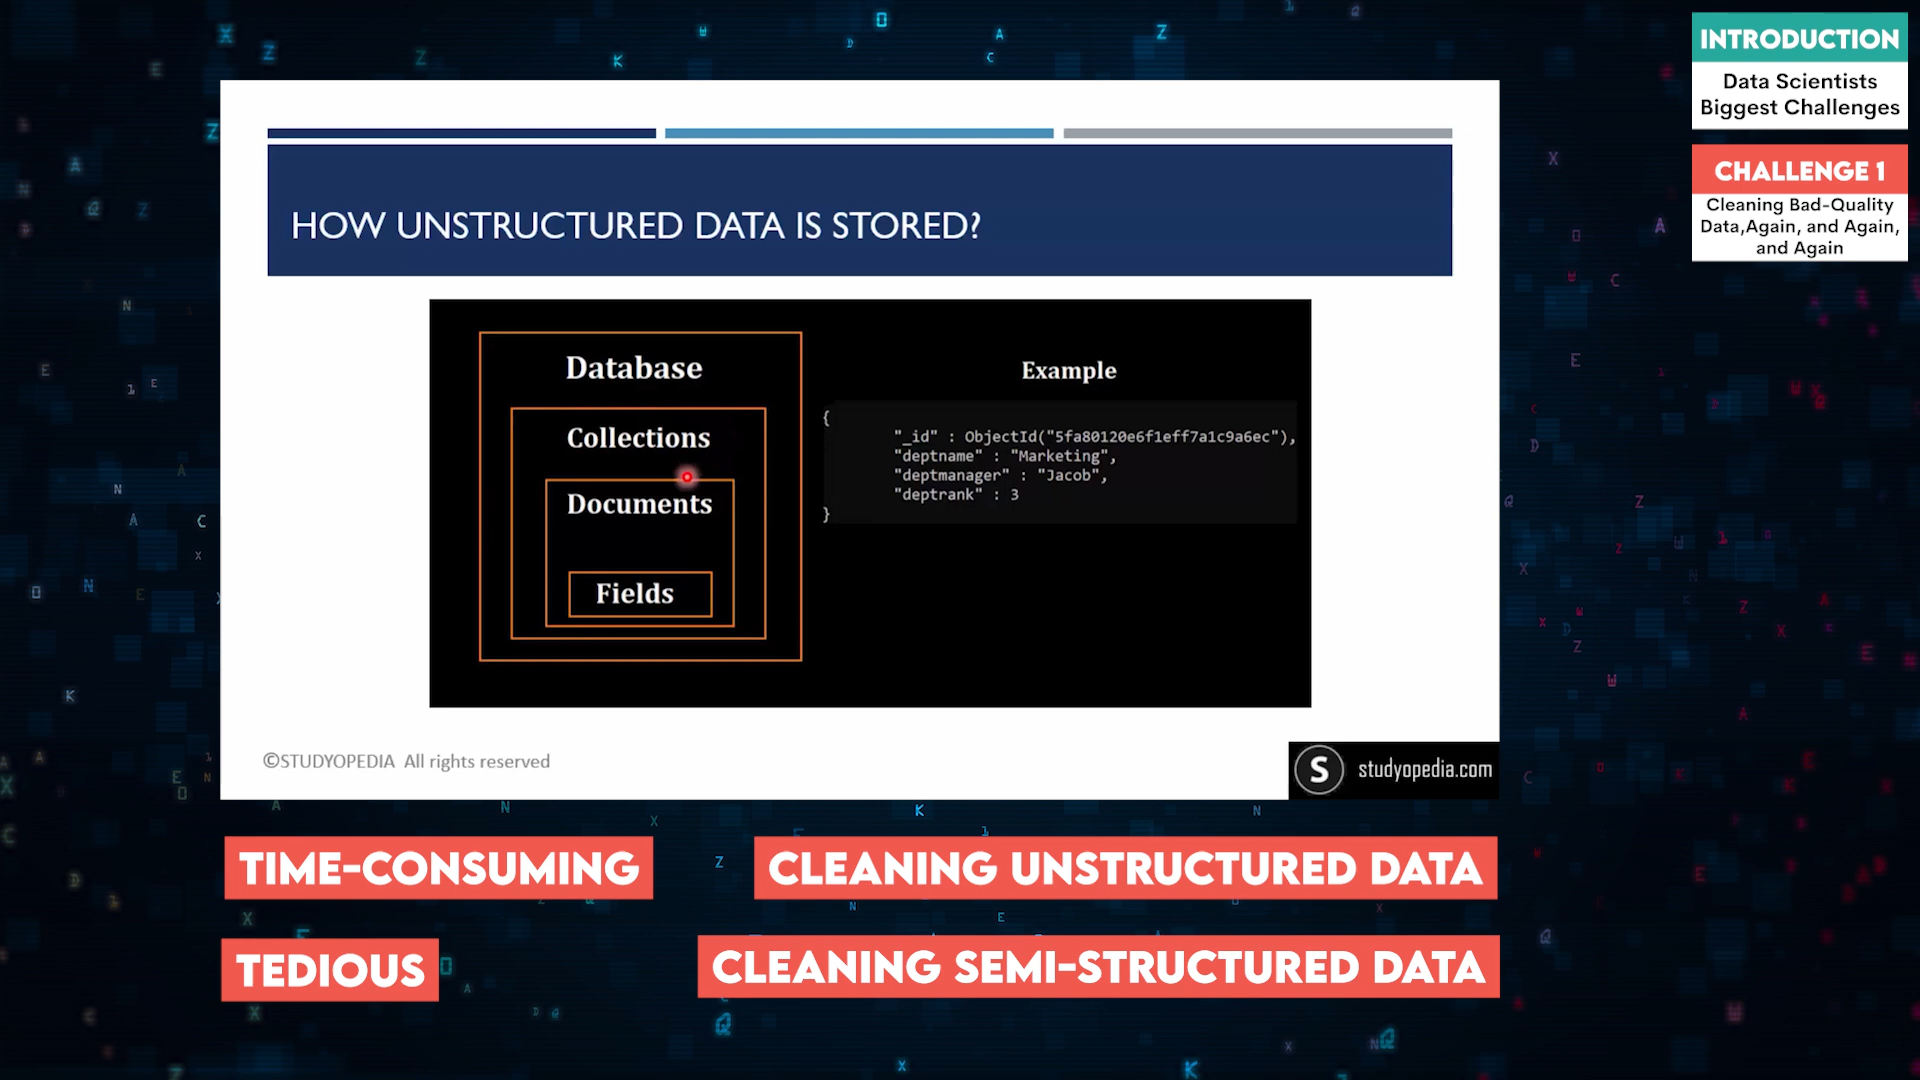 INTRODUCTION
Data Scientists
Biggest Challenges
CHALLENGE 1
Cleaning Bad-Quality
Data,Again, and Again,
and Again
HOW UNSTRUCTURED DATA IS STORED?
Database
Collections
Documents
Fields
Example
{
"_id" : ObjectId("5fa80120e6f1eff7a1c9a6ec"),
"deptname" : "Marketing",
"deptmanager" : "Jacob",
"deptrank" : 3
}
©STUDYOPEDIA All rights reserved
S studyopedia.com
TIME-CONSUMING
CLEANING UNSTRUCTURED DATA
TEDIOUS
CLEANING SEMI-STRUCTURED DATA